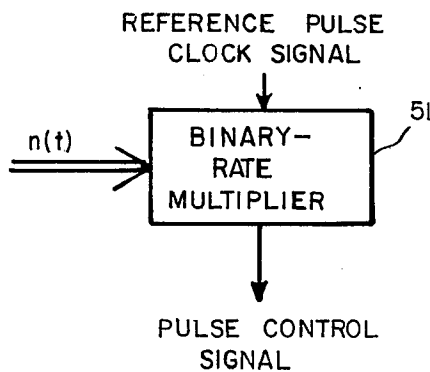 REFERENCE PULSE
CLOCK SIGNAL
51
n(t)
BINARY-
RATE
MULTIPLIER
PULSE CONTROL
SIGNAL